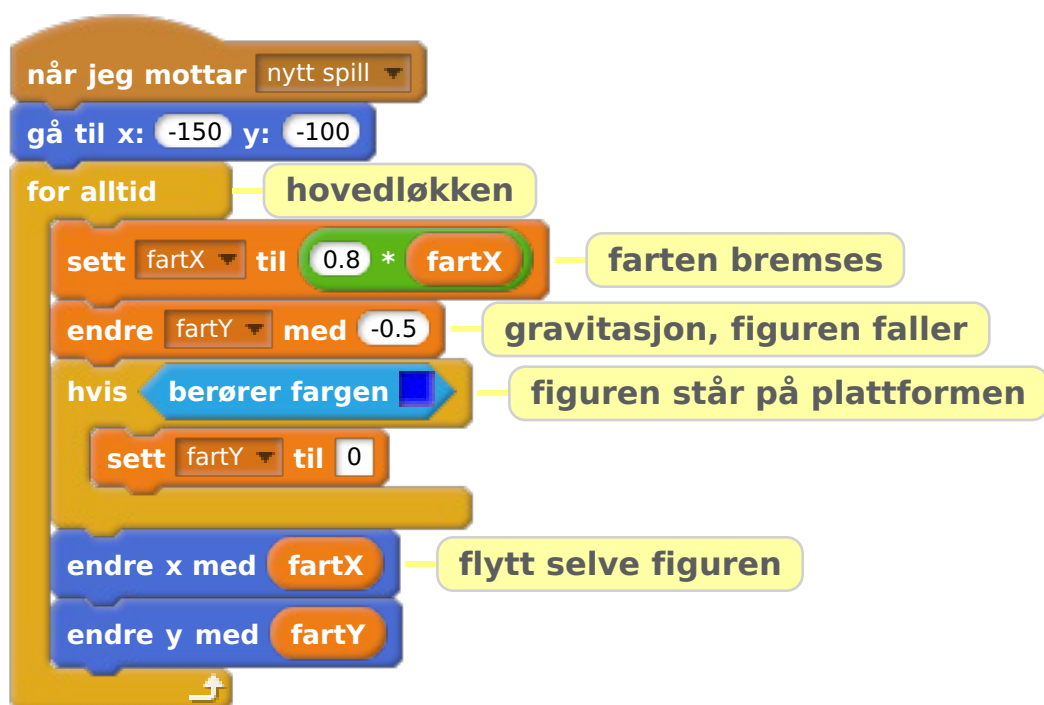 når jeg mottar nytt spill
gå til x: -150 y: -100
for alltid hovedløkken
sett fartX til 0.8 * fartX farten bremses
endre fartY med -0.5 gravitasjon, figuren faller
hvis berører fargen figuren står på plattformen
sett fartY til 0
endre x med fartX flytt selve figuren
endre y med fartY